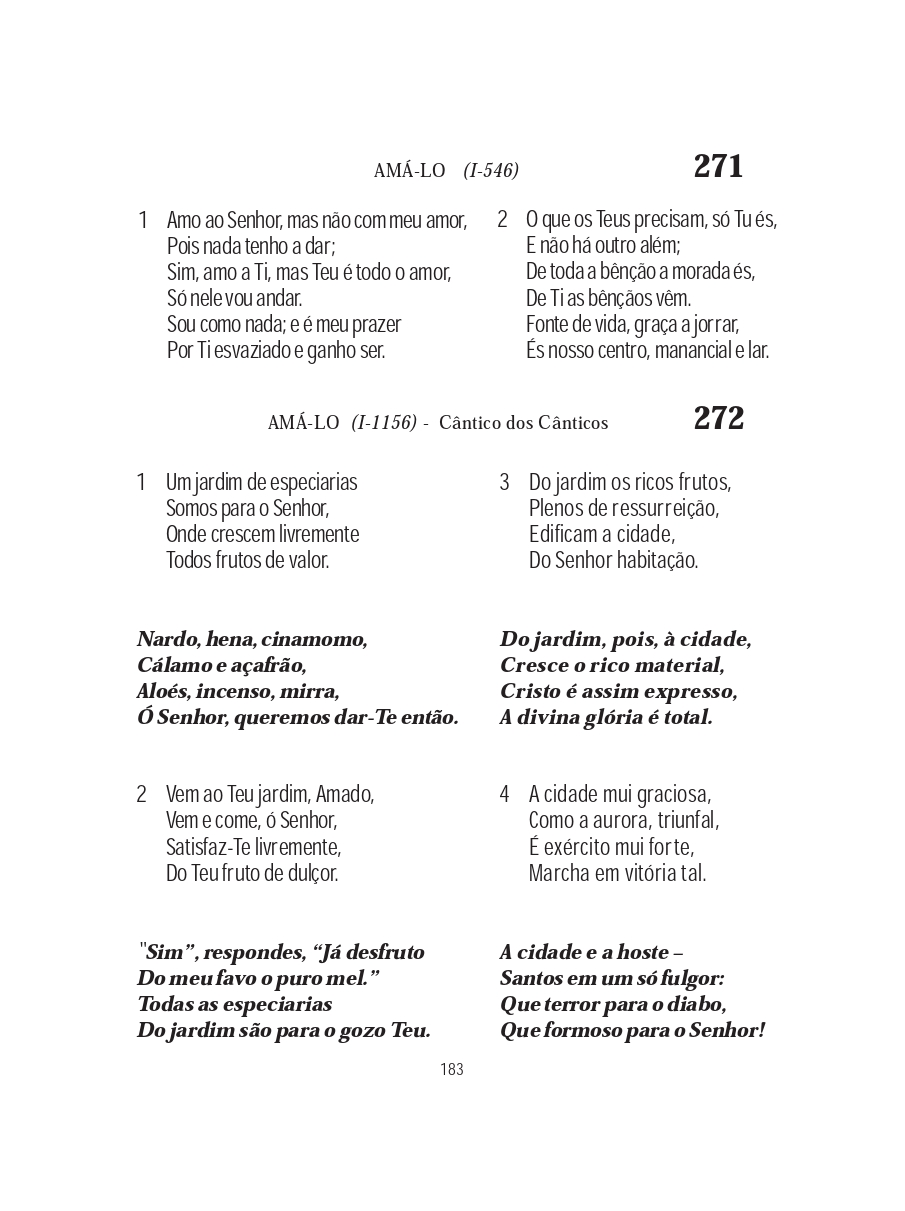 AMÁ-LO (I-546) 271
1 Amo ao Senhor, mas não com meu amor,
Pois nada tenho a dar;
Sim, amo a Ti, mas Teu é todo o amor,
Só nele vou andar.
Sou como nada; e é meu prazer
Por Ti esvaziado e ganho ser.
2 O que os Teus precisam, só Tu és,
E não há outro além;
De toda a bênção a morada és,
De Ti as bênçãos vêm.
Fonte de vida, graça a jorrar,
És nosso centro, manancial e lar.
AMÁ-LO (I-1156) - Cântico dos Cânticos 272
1 Um jardim de especiarias
Somos para o Senhor,
Onde crescem livremente
Todos frutos de valor.
Nardo, hena, cinamomo,
Cálamo e açafrão,
Aloés, incenso, mirra,
Ó Senhor, queremos dar-Te então.
2 Vem ao Teu jardim, Amado,
Vem e come, ó Senhor,
Satisfaz-Te livremente,
Do Teu fruto de dulçor.
"Sim”, respondes, “Já desfruto
Do meu favo o puro mel.”
Todas as especiarias
Do jardim são para o gozo Teu.
3 Do jardim os ricos frutos,
Plenos de ressurreição,
Edificam a cidade,
Do Senhor habitação.
Do jardim, pois, à cidade,
Cresce o rico material,
Cristo é assim expresso,
A divina glória é total.
4 A cidade mui graciosa,
Como a aurora, triunfal,
É exército mui forte,
Marcha em vitória tal.
A cidade e a hoste –
Santos em um só fulgor:
Que terror para o diabo,
Que formoso para o Senhor!
183